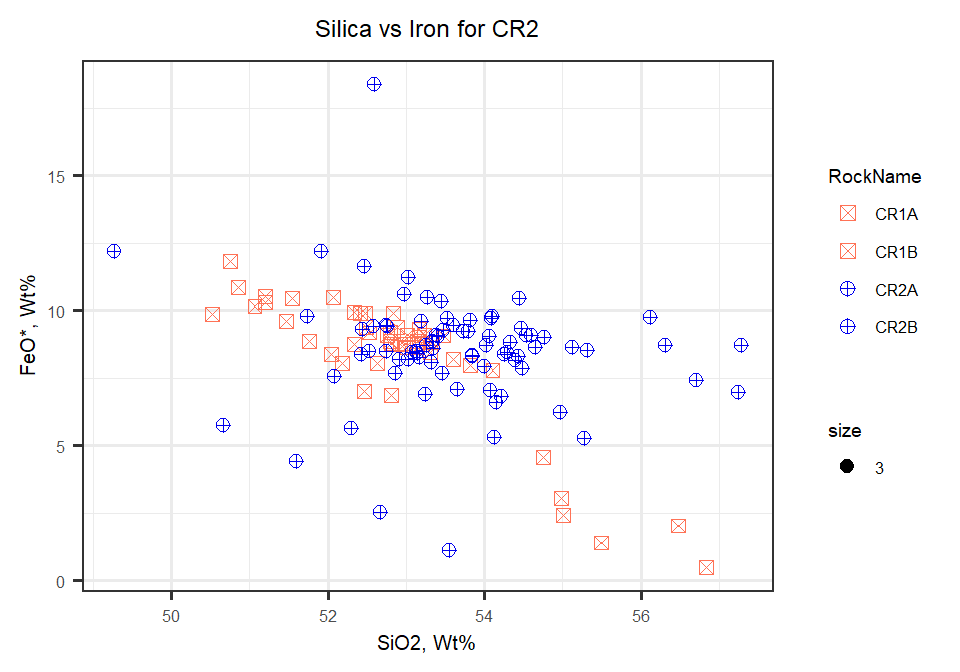 Silica vs Iron for CR2
15
10
5
0
FeO*, Wt%
50 52 54 56
SiO2, Wt%
RockName
CR1A
CR1B
CR2A
CR2B
size
3